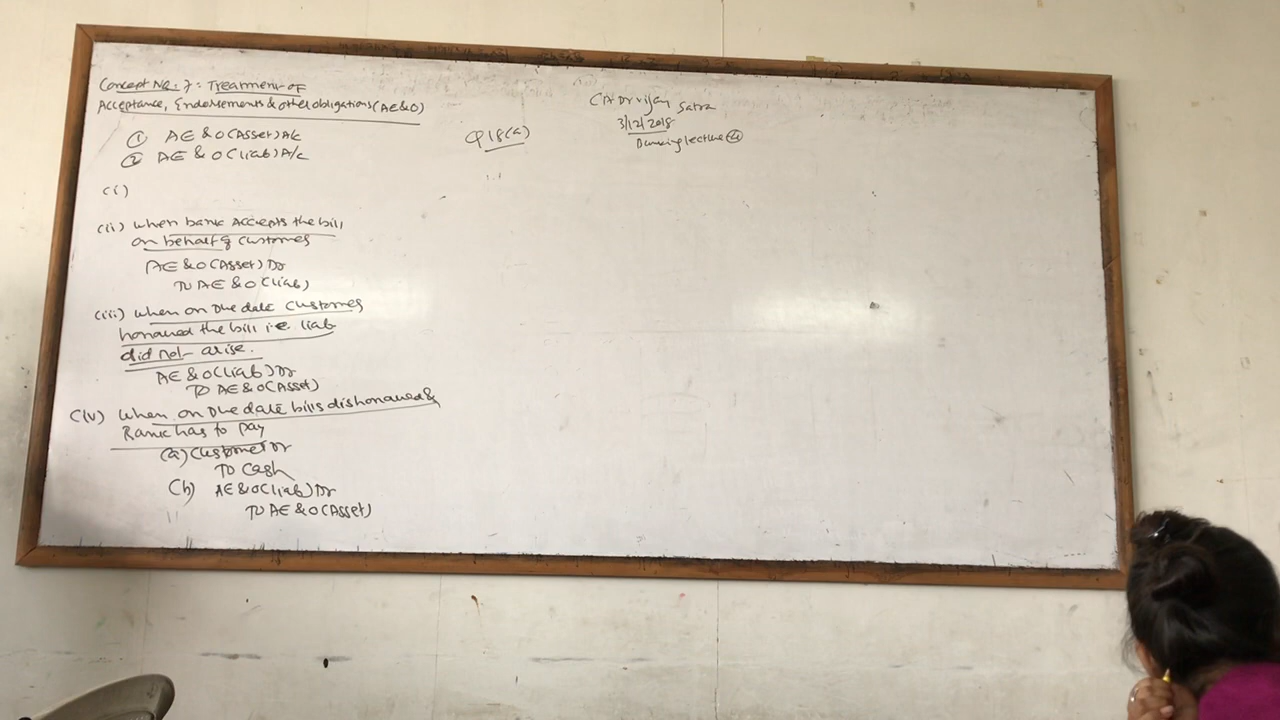 Concept No. 7: Treatment of
Acceptance, Endorsements & other obligations (AE&O)
① AE & O (Asset) A/c
② AE & O (liab) A/c
(i)
(ii) When bank Accepts the bill
on behalf of customer
AE & O (Asset) Dr
To AE & O (liab)
(iii) When on Due date Customer
honoured the bill i.e. liab
did not arise.
AE & O (liab) Dr
To AE & O (Asset)
(iv) When on Due date bills dishonoured &
Bank has to pay
(a) Customer Dr
To Cash
(b) AE & O (liab) Dr
To AE & O (Asset)
Q 18 (a)
CA Dr Vijay Satra
3/12/2018
Banking lecture ④